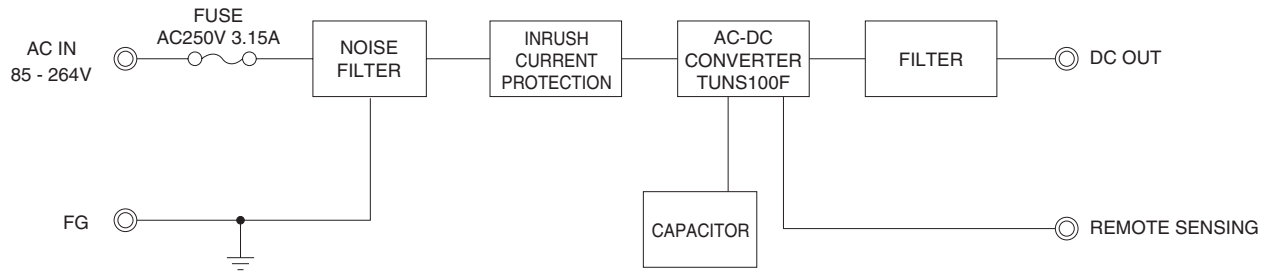 FUSE
AC250V 3.15A
AC IN
85 - 264V
NOISE
FILTER
INRUSH
CURRENT
PROTECTION
AC-DC
CONVERTER
TUNS100F
FILTER
DC OUT
FG
CAPACITOR
REMOTE SENSING